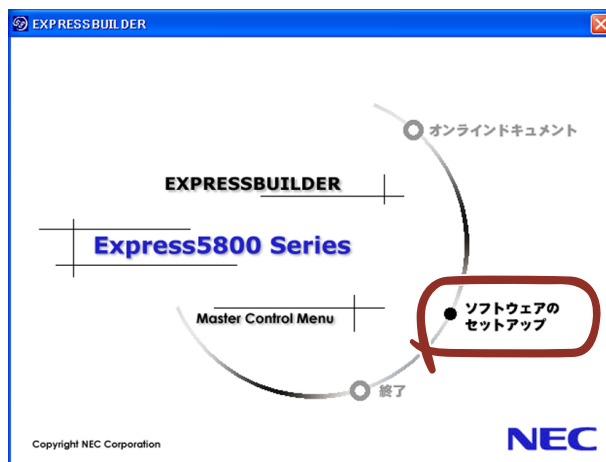 EXPRESSBUILDER
オンラインドキュメント
EXPRESSBUILDER
Express5800 Series
ソフトウェアの
セットアップ
Master Control Menu
終了
Copyright NEC Corporation
NEC